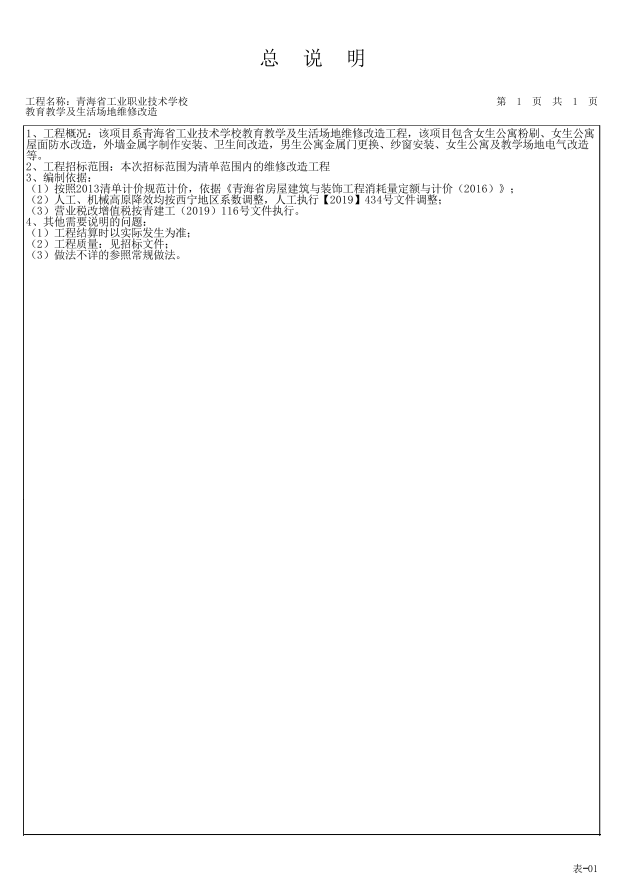 总 说 明
工程名称：青海省工业职业技术学校
教育教学及生活场地维修改造
第 1 页 共 1 页
1、工程概况：该项目系青海省工业技术学校教育教学及生活场地维修改造工程，该项目包含女生公寓粉刷、女生公寓
屋面防水改造，外墙金属字制作安装、卫生间改造，男生公寓金属门更换、纱窗安装、女生公寓及教学场地电气改造
等。
2、工程招标范围：本次招标范围为清单范围内的维修改造工程
3、编制依据；
（1）按照2013清单计价规范计价，依据《青海省房屋建筑与装饰工程消耗量定额与计价（2016）》；
（2）人工、机械高原降效均按西宁地区系数调整，人工执行【2019】434号文件调整；
（3）营业税改增值税按青建工（2019）116号文件执行。
4、其他需要说明的问题；
（1）工程结算时以实际发生为准；
（2）工程质量：见招标文件；
（3）做法不详的参照常规做法。
表-01